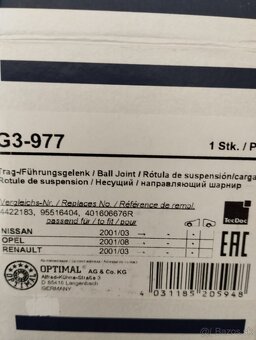 G3-977
1 Stk. / P
Trag-/Führungsgelenk / Ball Joint / Rótula de suspensión/carga
Rotule de suspension / Несущий / направляющий шарнир
Vergleichs-Nr. / Replaces No. / Référence de rempl.
4422183, 95516404, 401606676R
passend für / to fit / pour
TecDoc
NISSAN 2001/03 → -
OPEL 2001/08 - -
RENAULT 2001/03 - -
EAC
OPTIMAL AG & Co. KG
Alfred-Kühne-Straße 3
D 85416 Langenbach
GERMANY
4 031185 205948
bazos.sk